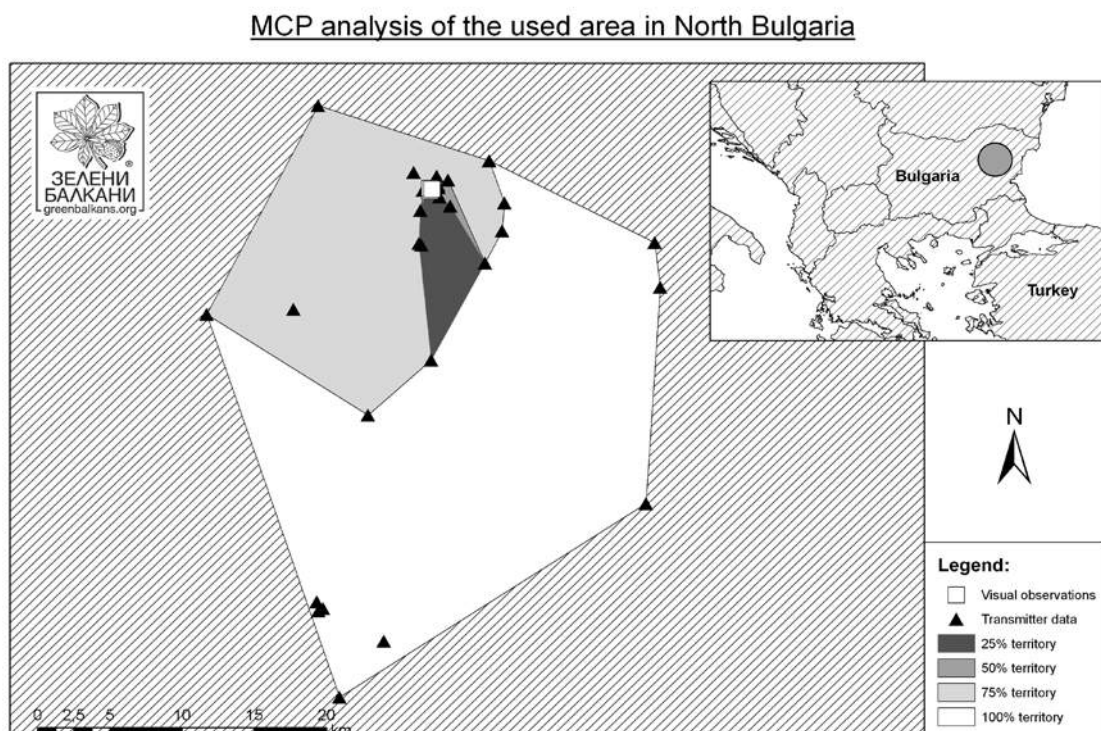 MCP analysis of the used area in North Bulgaria
ЗЕЛЕНИ
БАЛКАНИ
greenbalkans.org
®
Bulgaria
Turkey
N
Legend:
Visual observations
Transmitter data
25% territory
50% territory
75% territory
100% territory
0 2,5 5 10 15 20
km